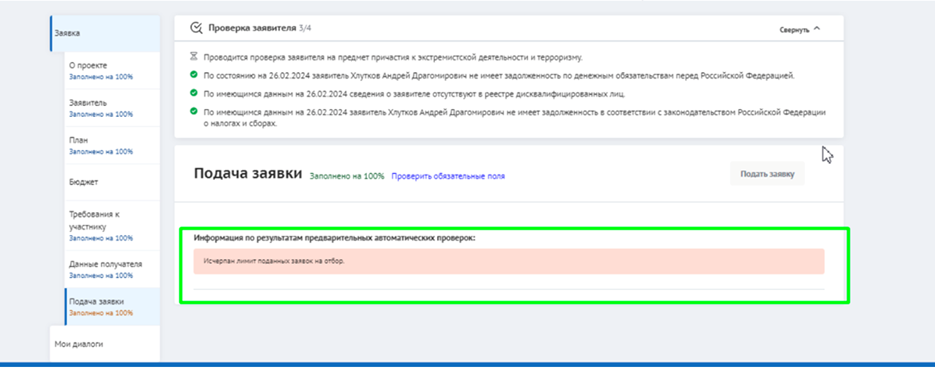 Заявка
О проекте
Заполнено на 100%
Заявитель
Заполнено на 100%
План
Заполнено на 100%
Бюджет
Требования к
участнику
Заполнено на 100%
Данные получателя
Заполнено на 100%
Подача заявки
Заполнено на 100%
Мои диалоги
Проверка заявителя 3/4
Свернуть
Проводится проверка заявителя на предмет причастия к экстремистской деятельности и терроризму.
По состоянию на 26.02.2024 заявитель Хлутков Андрей Драгомирович не имеет задолженность по денежным обязательствам перед Российской Федерацией.
По имеющимся данным на 26.02.2024 сведения о заявителе отсутствуют в реестре дисквалифицированных лиц.
По имеющимся данным на 26.02.2024 заявитель Хлутков Андрей Драгомирович не имеет задолженность в соответствии с законодательством Российской Федерации
о налогах и сборах.
Подача заявки Заполнено на 100% Проверить обязательные поля
Подать заявку
Информация по результатам предварительных автоматических проверок:
Исчерпан лимит поданных заявок на отбор.